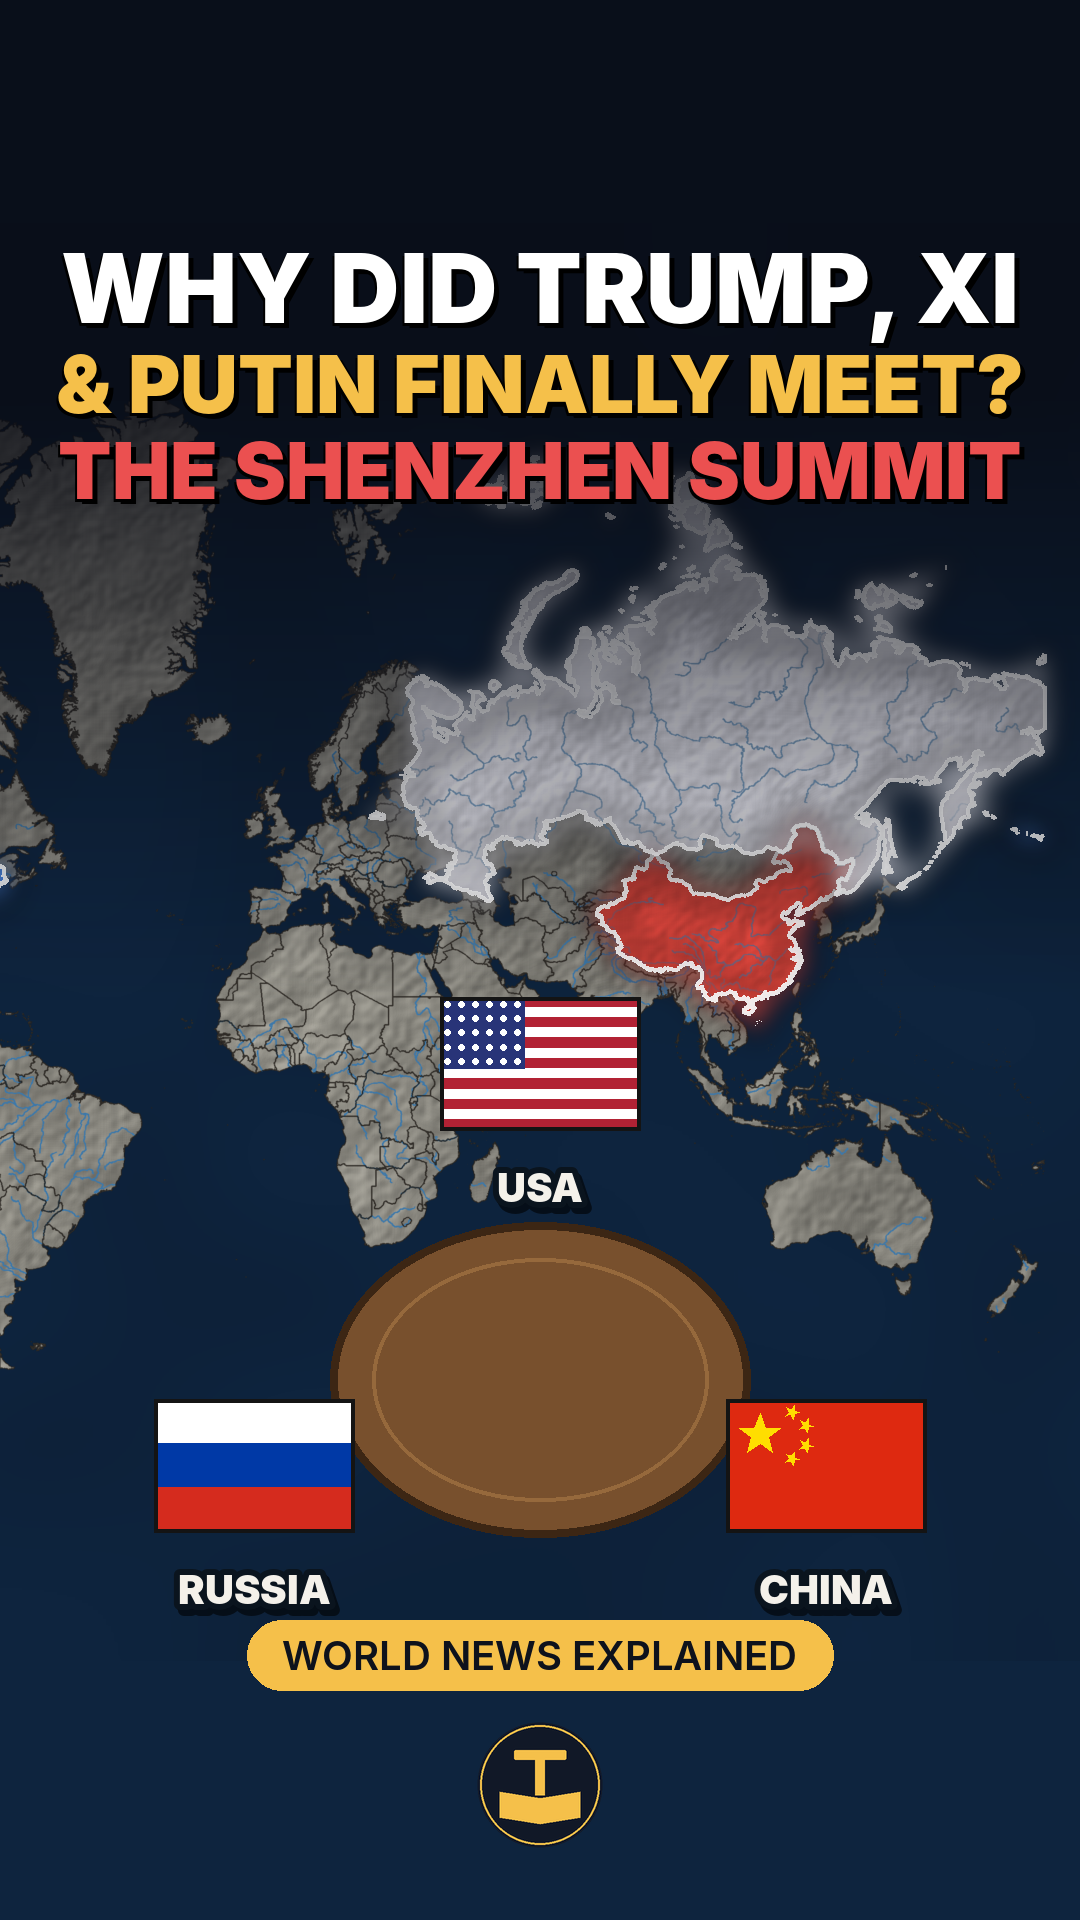 WHY DID TRUMP, XI
& PUTIN FINALLY MEET?
THE SHENZHEN SUMMIT
USA
RUSSIA
CHINA
WORLD NEWS EXPLAINED
T